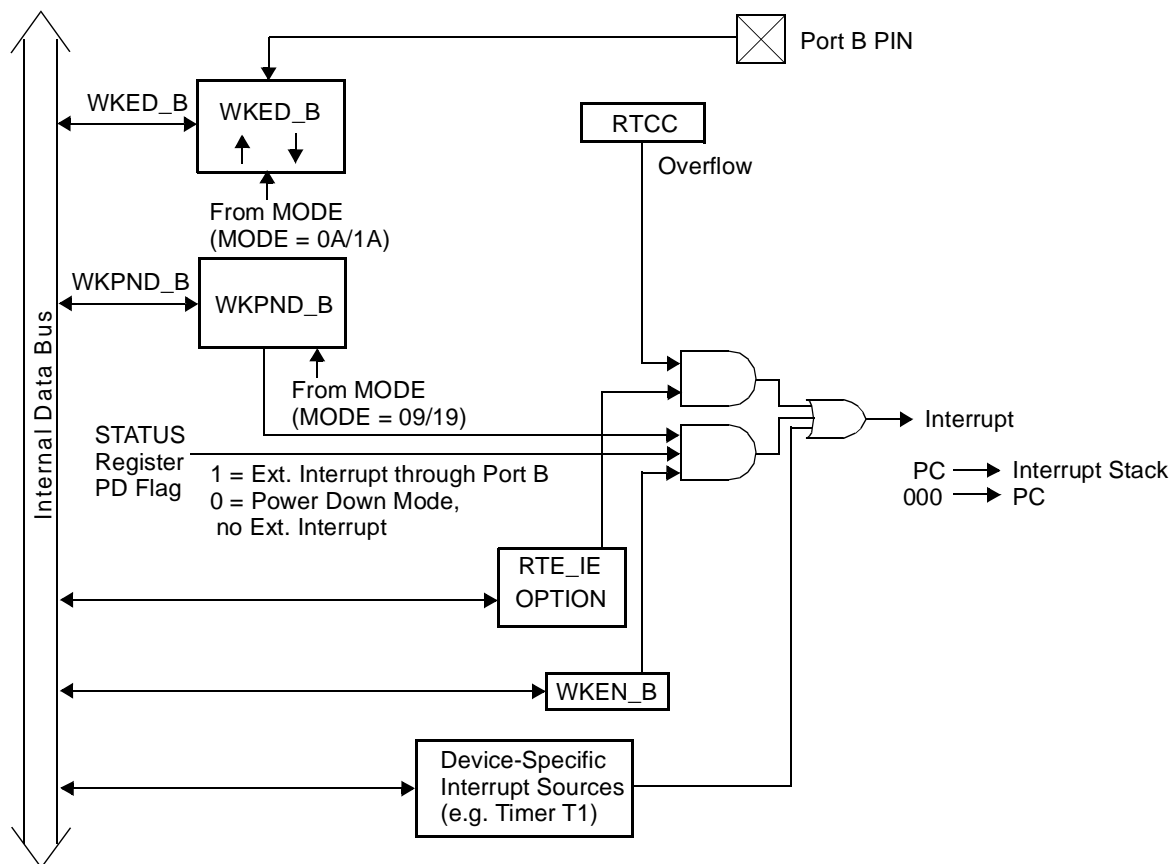 Port B PIN
WKED_B
WKED_B
RTCC
Overflow
From MODE
(MODE = 0A/1A)
WKPND_B
WKPND_B
From MODE
(MODE = 09/19)
Internal Data Bus
STATUS
Register
PD Flag
1 = Ext. Interrupt through Port B
0 = Power Down Mode,
no Ext. Interrupt
Interrupt
PC
Interrupt Stack
000
PC
RTE_IE
OPTION
WKEN_B
Device-Specific
Interrupt Sources
(e.g. Timer T1)